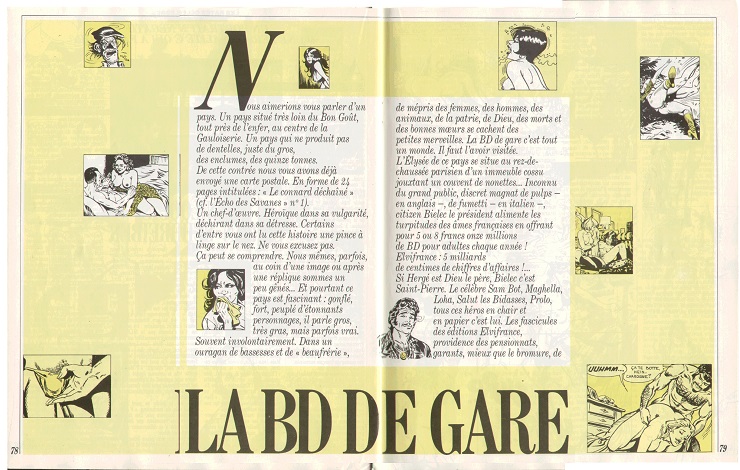 Nous aimerions vous parler d'un
pays. Un pays situé très loin du Bon Goût,
tout près de l'enfer, au centre de la
Gauloiserie. Un pays qui ne produit pas
de dentelles, juste du gros,
des enclumes, des quinze tonnes.
De cette contrée nous vous avons déjà
envoyé une carte postale. En forme de 24
pages intitulées : « Le connard déchaîné »
(cf. l'Écho des Savanes » n° 1).
Un chef-d'œuvre. Héroïque dans sa vulgarité,
déchirant dans sa détresse. Certains
d'entre vous ont lu cette histoire une pince à
linge sur le nez. Ne vous excusez pas.
Ça peut se comprendre. Nous mêmes, parfois,
au coin d'une image ou après
une réplique sommes un
peu gênés... Et pourtant ce
pays est fascinant : gonflé,
fort, peuplé d'étonnants
personnages, il parle gros,
très gras, mais parfois vrai.
Souvent involontairement. Dans un
ouragan de bassesses et de « beaufrérie »,
de mépris des femmes, des hommes, des
animaux, de la patrie, de Dieu, des morts et
des bonnes mœurs se cachent des
petites merveilles. La BD de gare c'est tout
un monde. Il faut l'avoir visitée.
L'Élysée de ce pays se situe au rez-de-
chaussée parisien d'un immeuble cossu
jouxtant un couvent de nonettes... Inconnu
du grand public, discret magnat de pulps –
en anglais –, de fumetti – en italien –,
citizen Bielec le président alimente les
turpitudes des âmes françaises en offrant
pour 5 ou 8 francs onze millions
de BD pour adultes chaque année !
Elvifrance : 5 milliards
de centimes de chiffres d'affaires !...
Si Hergé est Dieu le père, Bielec c'est
Saint-Pierre. Le célèbre Sam Bot, Maghella,
Loha, Salut les Bidasses, Prolo,
tous ces héros en chair et
en papier c'est lui. Les fascicules
des éditions Elvifrance,
providence des pensionnats,
garants, mieux que le bromure, de
LA BD DE GARE
UUHMM...
ÇA TE BOTTE,
HEIN,
CHAROGNE?
78
79